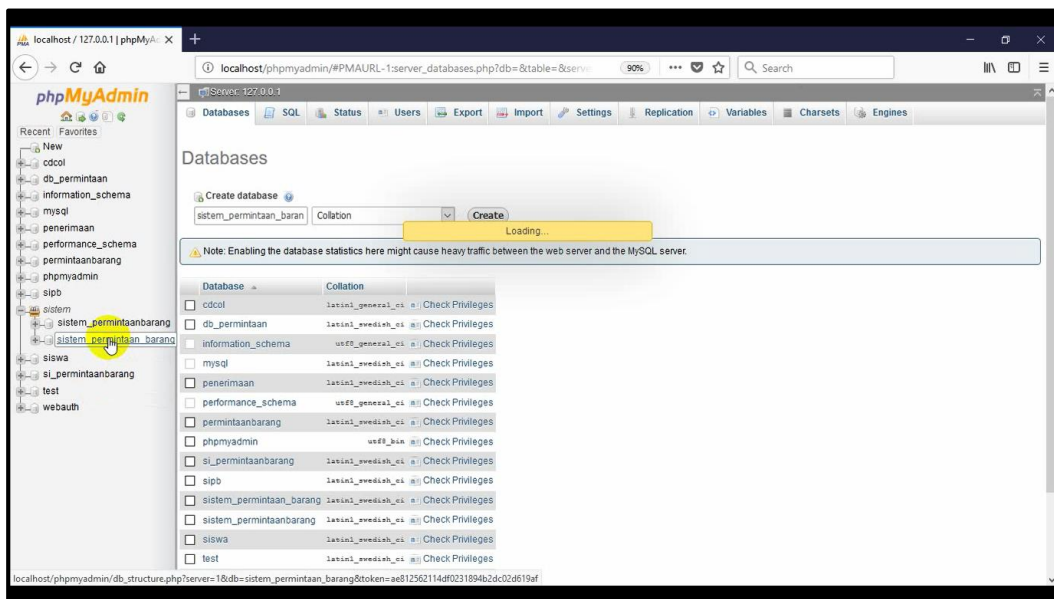 localhost / 127.0.0.1 | phpMyA
localhost/phpmyadmin/#PMAURL-1:server_databases.php?db=&table=&serve
90%
Search
phpMyAdmin
Recent Favorites
New
cdcol
db_permintaan
information_schema
mysql
penerimaan
performance_schema
permintaanbarang
phpmyadmin
sipb
sistem
sistem_permintaanbarang
sistem_permintaan_barang
siswa
si_permintaanbarang
test
webauth
Server: 127.0.0.1
Databases SQL Status Users Export Import Settings Replication Variables Charsets Engines
Databases
Create database
sistem_permintaan_baran Collation Create
Loading...
Note: Enabling the database statistics here might cause heavy traffic between the web server and the MySQL server.
Database Collation
cdcol latin1_general_ci Check Privileges
db_permintaan latin1_swedish_ci Check Privileges
information_schema utf8_general_ci Check Privileges
mysql latin1_swedish_ci Check Privileges
penerimaan latin1_swedish_ci Check Privileges
performance_schema utf8_general_ci Check Privileges
permintaanbarang latin1_swedish_ci Check Privileges
phpmyadmin utf8_bin Check Privileges
si_permintaanbarang latin1_swedish_ci Check Privileges
sipb latin1_swedish_ci Check Privileges
sistem_permintaan_barang latin1_swedish_ci Check Privileges
sistem_permintaanbarang latin1_swedish_ci Check Privileges
siswa latin1_swedish_ci Check Privileges
test latin1_swedish_ci Check Privileges
localhost/phpmyadmin/db_structure.php?server=1&db=sistem_permintaan_barang&token=ae812562114df0231894b2dc02d619af